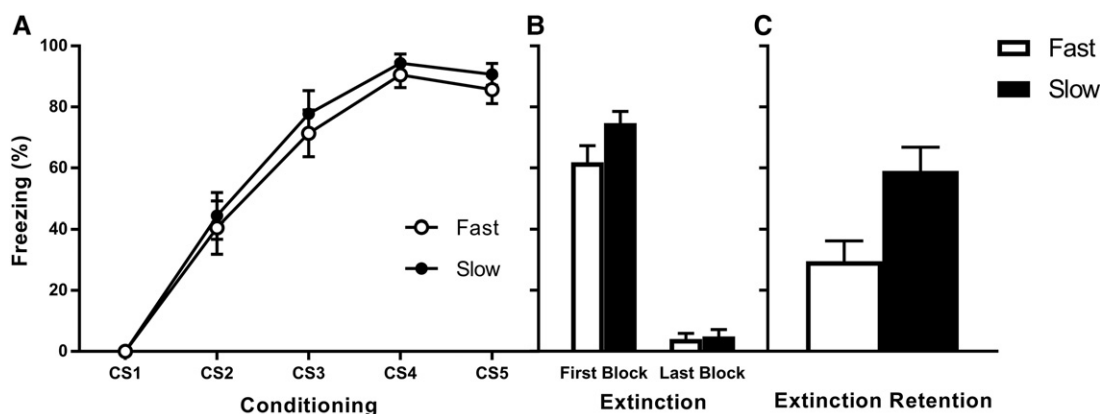 A
B
C
Freezing (%)
100
80
60
40
20
0
CS1 CS2 CS3 CS4 CS5
Conditioning
Fast
Slow
First Block Last Block
Extinction
Extinction Retention
Fast
Slow